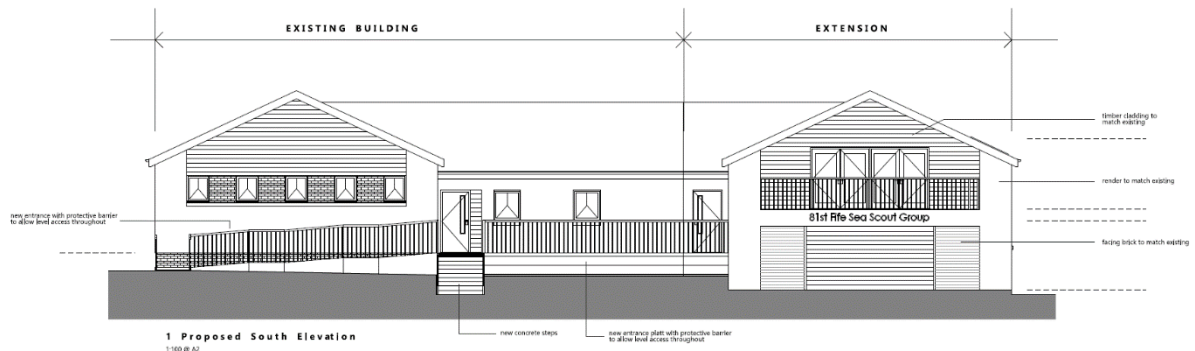 EXISTING BUILDING
EXTENSION
timber cladding to
match existing
render to match existing
new entrance with protective barrier
to allow level access throughout
81st Fife Sea Scout Group
facing brick to match existing
new concrete steps
new entrance platt with protective barrier
to allow level access throughout
1 Proposed South Elevation
1:100 @ A2